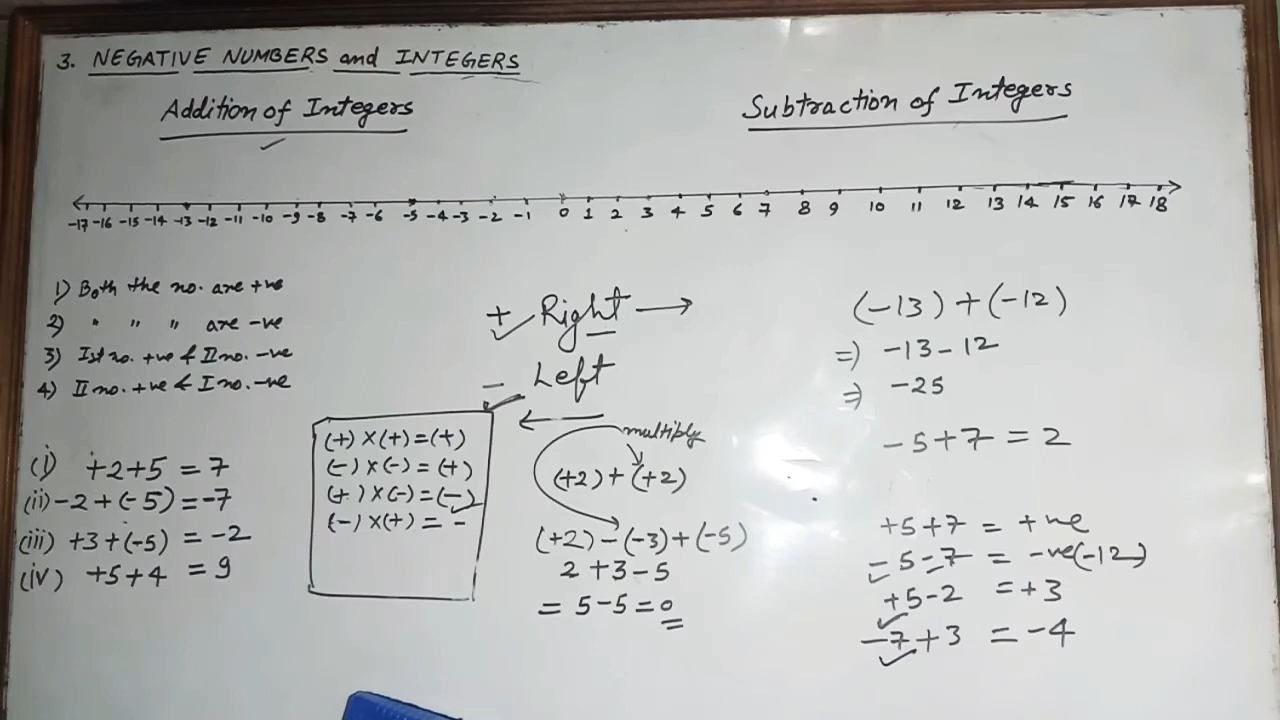 3. NEGATIVE NUMBERS and INTEGERS
Addition of Integers
Subtraction of Integers
-17 -16 -15 -14 -13 -12 -11 -10 -9 -8 -7 -6 -5 -4 -3 -2 -1 0 1 2 3 4 5 6 7 8 9 10 11 12 13 14 15 16 17 18
1) Both the no. are +ve
2) " " " are -ve
3) Ist no. +ve & II no. -ve
4) II no. +ve & I no. -ve
(i) +2+5 = 7
(ii) -2+(-5) = -7
(iii) +3+(-5) = -2
(iv) +5+4 = 9
+ Right →
- Left
←
(+)×(+)=(+)
(-)×(-)=(+)
(+)×(-)=(-)
(-)×(+) = -
multiply
(+2)+(+2)
(+2)-(-3)+(-5)
2+3-5
= 5-5=0
(-13)+(-12)
⇒ -13-12
⇒ -25
-5+7=2
+5+7 = +ve
-5-7 = -ve(-12)
+5-2 = +3
-7+3 = -4